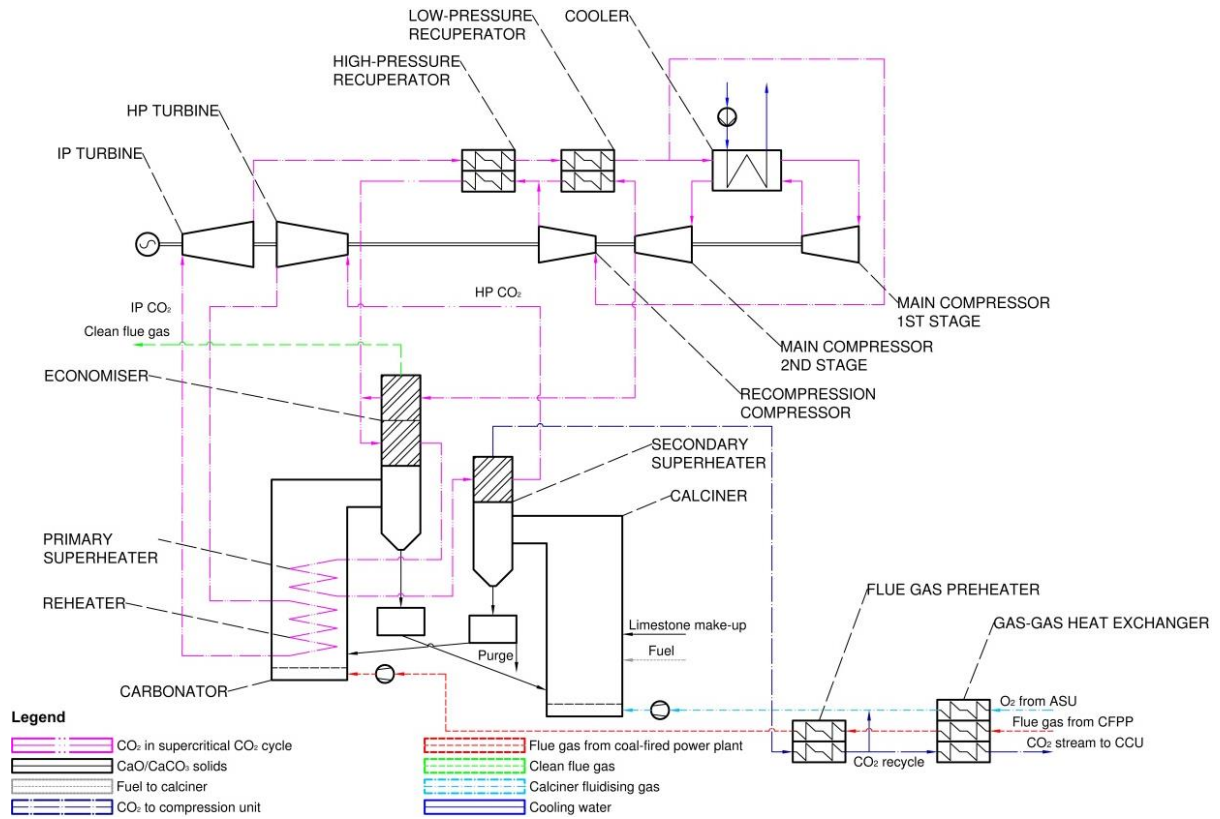 LOW-PRESSURE
RECUPERATOR
COOLER
HIGH-PRESSURE
RECUPERATOR
HP TURBINE
IP TURBINE
IP CO₂
HP CO₂
MAIN COMPRESSOR
1ST STAGE
Clean flue gas
MAIN COMPRESSOR
2ND STAGE
ECONOMISER
RECOMPRESSION
COMPRESSOR
SECONDARY
SUPERHEATER
CALCINER
PRIMARY
SUPERHEATER
REHEATER
FLUE GAS PREHEATER
GAS-GAS HEAT EXCHANGER
Limestone make-up
Fuel
Purge
CARBONATOR
O₂ from ASU
Flue gas from CFPP
CO₂ stream to CCU
CO₂ recycle
Legend
CO₂ in supercritical CO₂ cycle
CaO/CaCO₃ solids
Fuel to calciner
CO₂ to compression unit
Flue gas from coal-fired power plant
Clean flue gas
Calciner fluidising gas
Cooling water